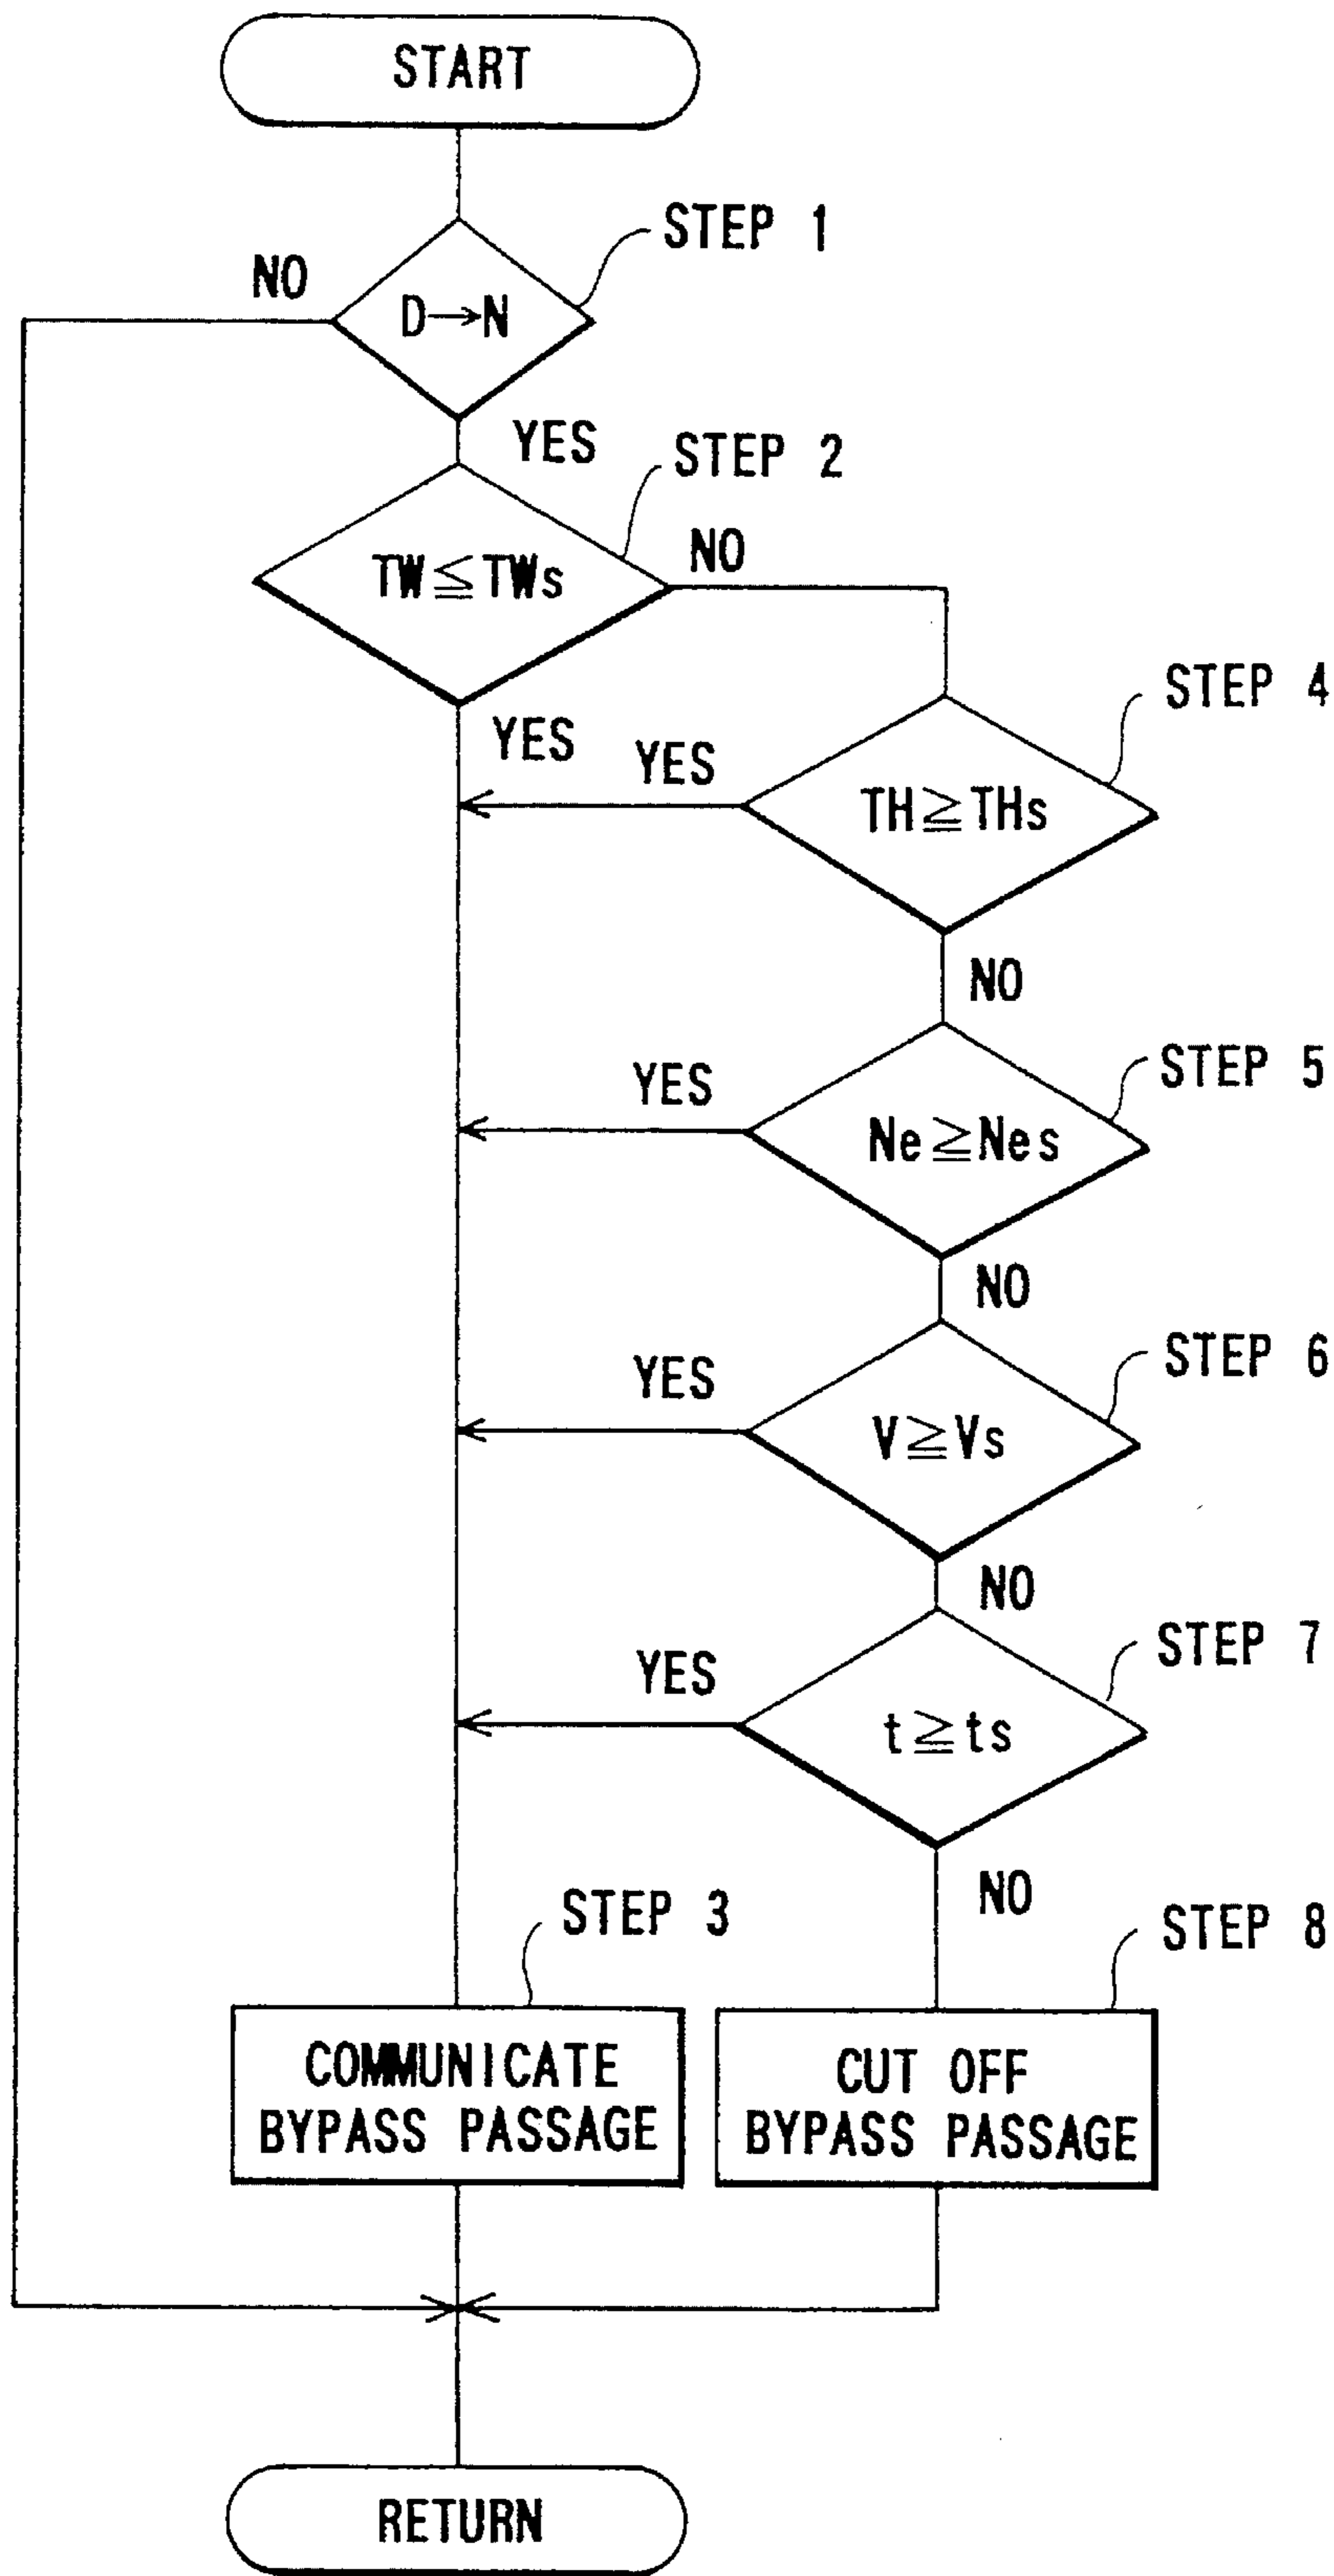 START
STEP 1
NO
D→N
YES
STEP 2
TW≦TWs
NO
STEP 4
YES
YES
TH≧THs
NO
STEP 5
YES
Ne≧Nes
NO
STEP 6
YES
V≧Vs
NO
STEP 7
YES
t≧ts
NO
STEP 3
STEP 8
COMMUNICATE
BYPASS PASSAGE
CUT OFF
BYPASS PASSAGE
RETURN